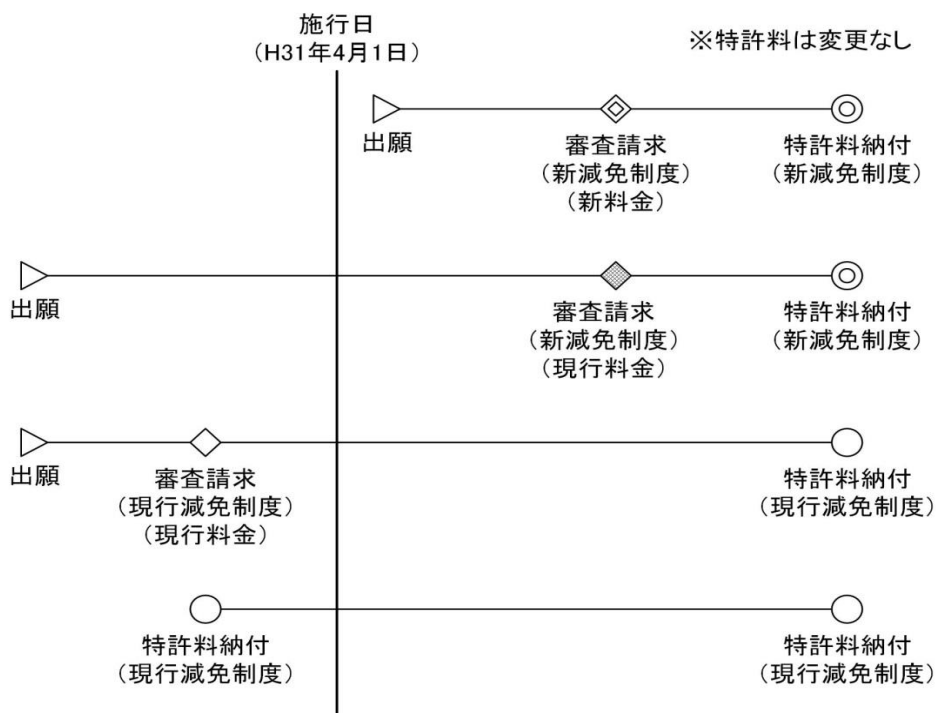 施行日
(H31年4月1日)
※特許料は変更なし
出願
審査請求
(新減免制度)
(新料金)
特許料納付
(新減免制度)
出願
審査請求
(新減免制度)
(現行料金)
特許料納付
(新減免制度)
出願
審査請求
(現行減免制度)
(現行料金)
特許料納付
(現行減免制度)
特許料納付
(現行減免制度)
特許料納付
(現行減免制度)